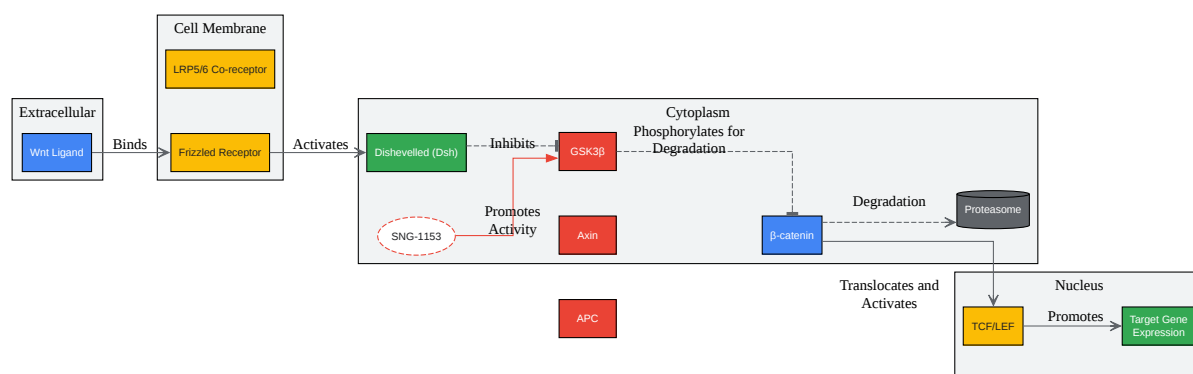 Cell Membrane
LRP5/6 Co-receptor
Extracellular
Wnt Ligand
Binds
Frizzled Receptor
Activates
Cytoplasm
Dishevelled (Dsh)
Inhibits
GSK3β
Phosphorylates for
Degradation
SNG-1153
Promotes
Activity
Axin
β-catenin
Degradation
Proteasome
APC
Translocates and
Activates
Nucleus
TCF/LEF
Promotes
Target Gene
Expression